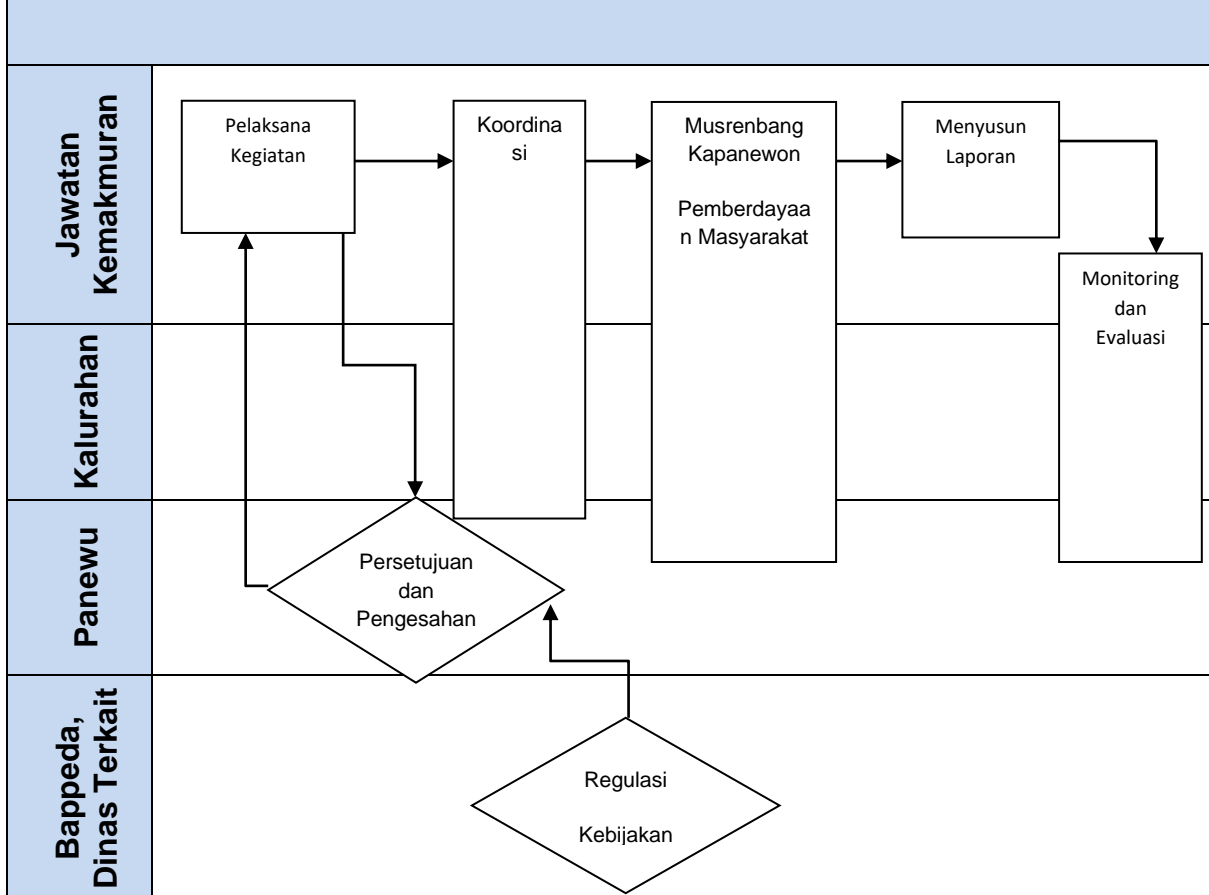 Jawatan
Kemakmuran
Pelaksana
Kegiatan
Koordina
si
Musrenbang
Kapanewon
Pemberdayaa
n Masyarakat
Menyusun
Laporan
Monitoring
dan
Evaluasi
Kalurahan
Panewu
Persetujuan
dan
Pengesahan
Bappeda,
Dinas Terkait
Regulasi
Kebijakan